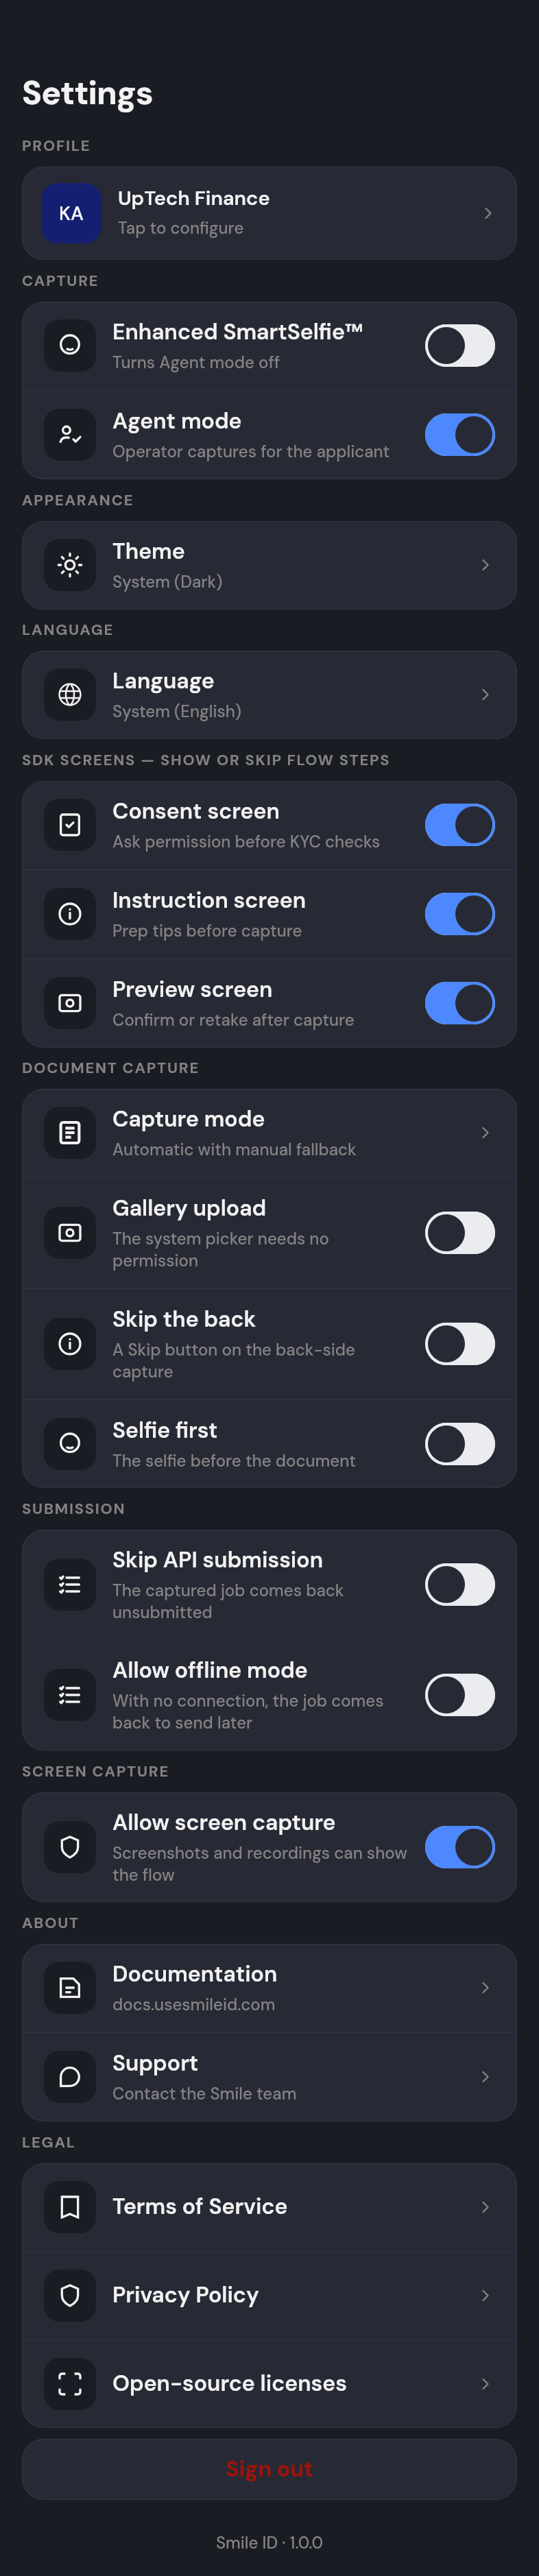 Settings
PROFILE
KA
UpTech Finance
Tap to configure
CAPTURE
Enhanced SmartSelfie™
Turns Agent mode off
Agent mode
Operator captures for the applicant
APPEARANCE
Theme
System (Dark)
LANGUAGE
Language
System (English)
SDK SCREENS — SHOW OR SKIP FLOW STEPS
Consent screen
Ask permission before KYC checks
Instruction screen
Prep tips before capture
Preview screen
Confirm or retake after capture
DOCUMENT CAPTURE
Capture mode
Automatic with manual fallback
Gallery upload
The system picker needs no
permission
Skip the back
A Skip button on the back-side
capture
Selfie first
The selfie before the document
SUBMISSION
Skip API submission
The captured job comes back
unsubmitted
Allow offline mode
With no connection, the job comes
back to send later
SCREEN CAPTURE
Allow screen capture
Screenshots and recordings can show
the flow
ABOUT
Documentation
docs.usesmileid.com
Support
Contact the Smile team
LEGAL
Terms of Service
Privacy Policy
Open-source licenses
Sign out
Smile ID · 1.0.0